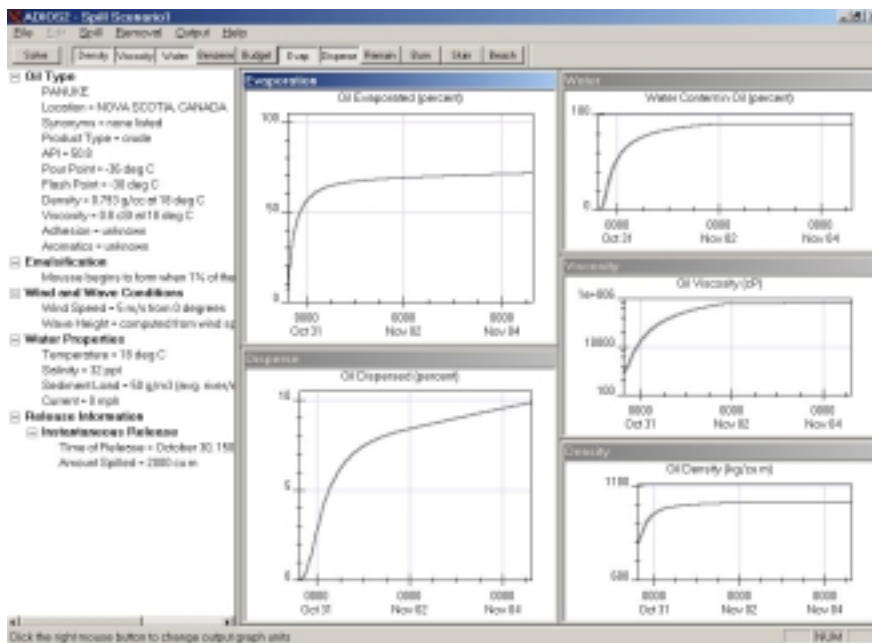 ADIOS2 - Spill Scenario1
File Edit Spill Removal Output Help
Solve Density Viscosity Water Benzene Budget Evap Disperse Remain Burn Skim Beach
Oil Type
PANUKE
Location = NOVA SCOTIA, CANADA
Synonyms = none listed
Product Type = crude
API = 50.8
Pour Point = -36 deg C
Flash Point = -30 deg C
Density = 0.763 g/cc at 18 deg C
Viscosity = 0.8 cSt at 18 deg C
Adhesion = unknown
Aromatics = unknown
Emulsification
Mousse begins to form when 1% of the
Wind and Wave Conditions
Wind Speed = 5 m/s from 0 degrees
Wave Height = computed from wind sp
Water Properties
Temperature = 18 deg C
Salinity = 32 ppt
Sediment Load = 50 g/m3 (avg. river/
Current = 0 mph
Release Information
Instantaneous Release
Time of Release = October 30, 150
Amount Spilled = 2000 cu m
Evaporation
Oil Evaporated (percent)
100
50
0
0000 0000 0000
Oct 31 Nov 02 Nov 04
Disperse
Oil Dispersed (percent)
10
5
0
0000 0000 0000
Oct 31 Nov 02 Nov 04
Water
Water Content in Oil (percent)
100
0
0000 0000 0000
Oct 31 Nov 02 Nov 04
Viscosity
Oil Viscosity (cP)
1e+006
10000
100
0000 0000 0000
Oct 31 Nov 02 Nov 04
Density
Oil Density (kg/cu m)
1100
600
0000 0000 0000
Oct 31 Nov 02 Nov 04
Click the right mouse button to change output graph units
NUM